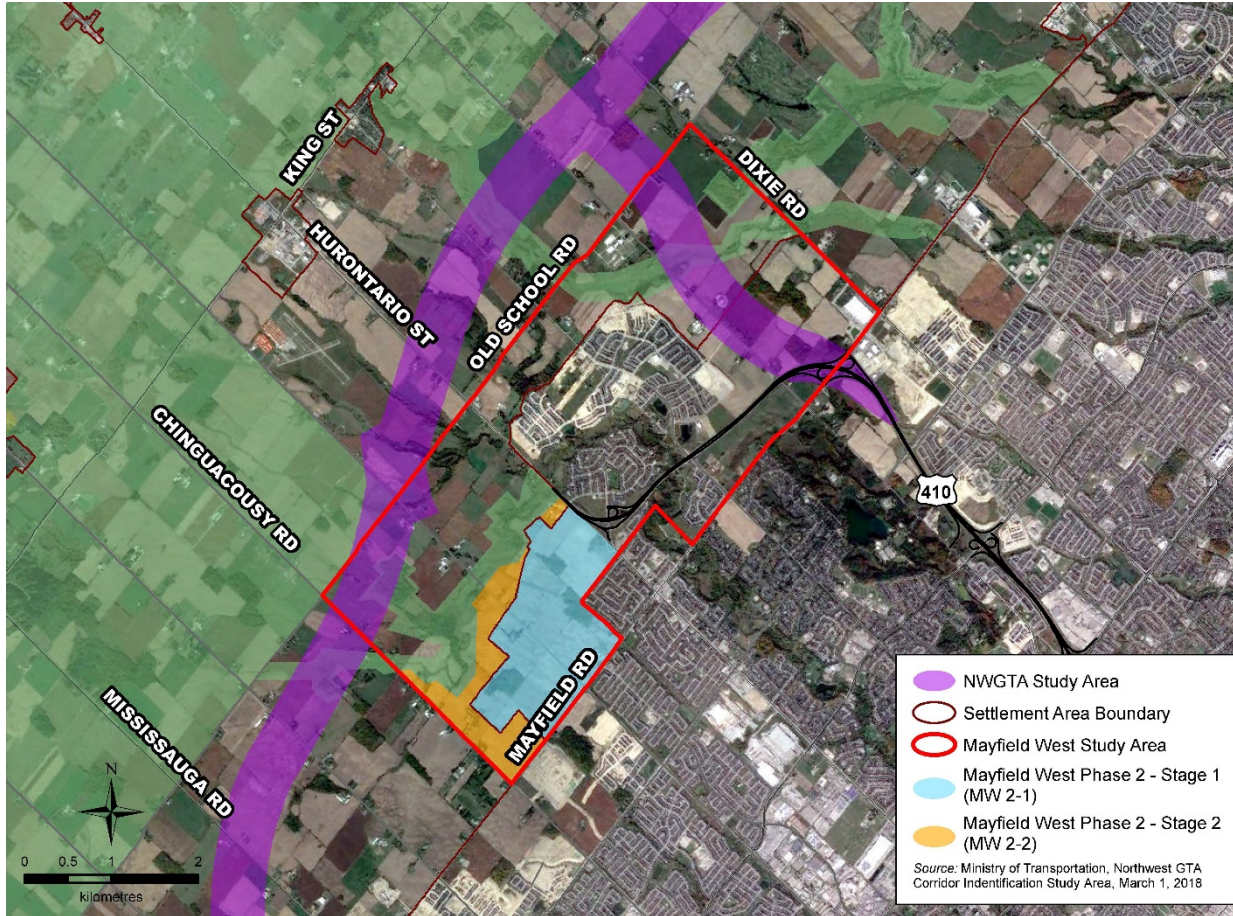 KING ST
DIXIE RD
HURONTARIO ST
OLD SCHOOL RD
CHINGUACOUSY RD
410
MAYFIELD RD
MISSISSAUGA RD
N
0 0.5 1 2
kilometres
NWGTA Study Area
Settlement Area Boundary
Mayfield West Study Area
Mayfield West Phase 2 - Stage 1
(MW 2-1)
Mayfield West Phase 2 - Stage 2
(MW 2-2)
Source: Ministry of Transportation, Northwest GTA
Corridor Indentification Study Area, March 1, 2018